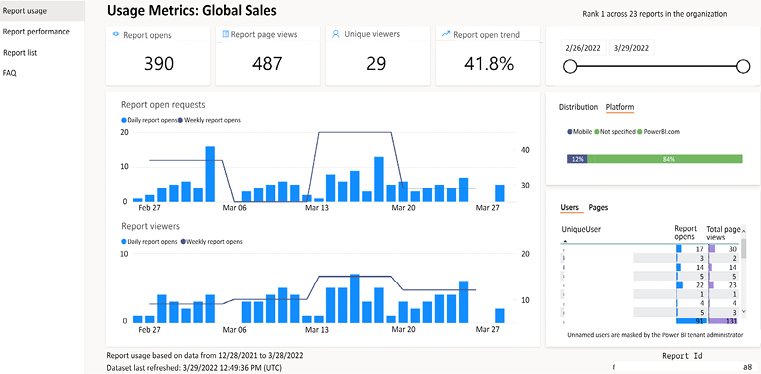 Report usage
Report performance
Report list
FAQ
Usage Metrics: Global Sales
Rank 1 across 23 reports in the organization
Report opens
390
Report page views
487
Unique viewers
29
Report open trend
41.8%
2/26/2022 3/29/2022
Report open requests
Daily report opens Weekly report opens
20
10
0
40
30
Feb 27 Mar 06 Mar 13 Mar 20 Mar 27
Report viewers
Daily report opens Weekly report opens
10
0
20
10
Feb 27 Mar 06 Mar 13 Mar 20 Mar 27
Distribution Platform
Mobile Not specified PowerBI.com
12% 84%
Users Pages
UniqueUser Report opens Total page views
17 30
3 2
14 14
5 5
22 23
1 1
4 4
5 3
91 131
Unnamed users are masked by the Power BI tenant administrator
Report usage based on data from 12/28/2021 to 3/28/2022
Dataset last refreshed: 3/29/2022 12:49:36 PM (UTC)
Report Id
f a8